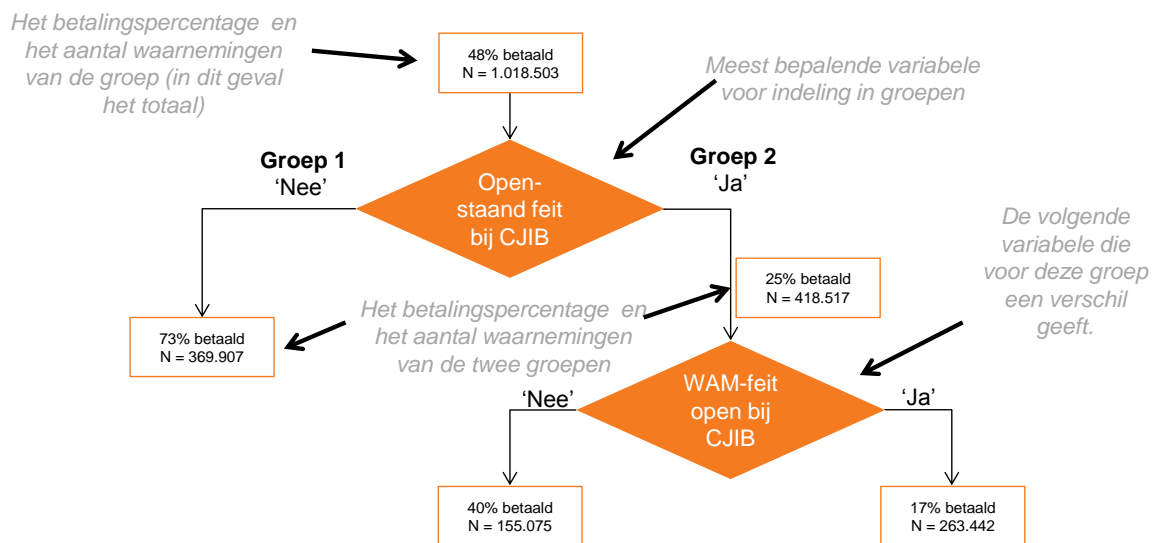 Het betalingspercentage en
het aantal waarnemingen
van de groep (in dit geval
het totaal)
48% betaald
N = 1.018.503
Meest bepalende variabele
voor indeling in groepen
Groep 1
'Nee'
Groep 2
'Ja'
Open-
staand feit
bij CJIB
De volgende
variabele die
voor deze groep
een verschil
geeft.
25% betaald
N = 418.517
Het betalingspercentage en
het aantal waarnemingen
van de twee groepen
73% betaald
N = 369.907
'Nee'
WAM-feit
open bij
CJIB
'Ja'
40% betaald
N = 155.075
17% betaald
N = 263.442